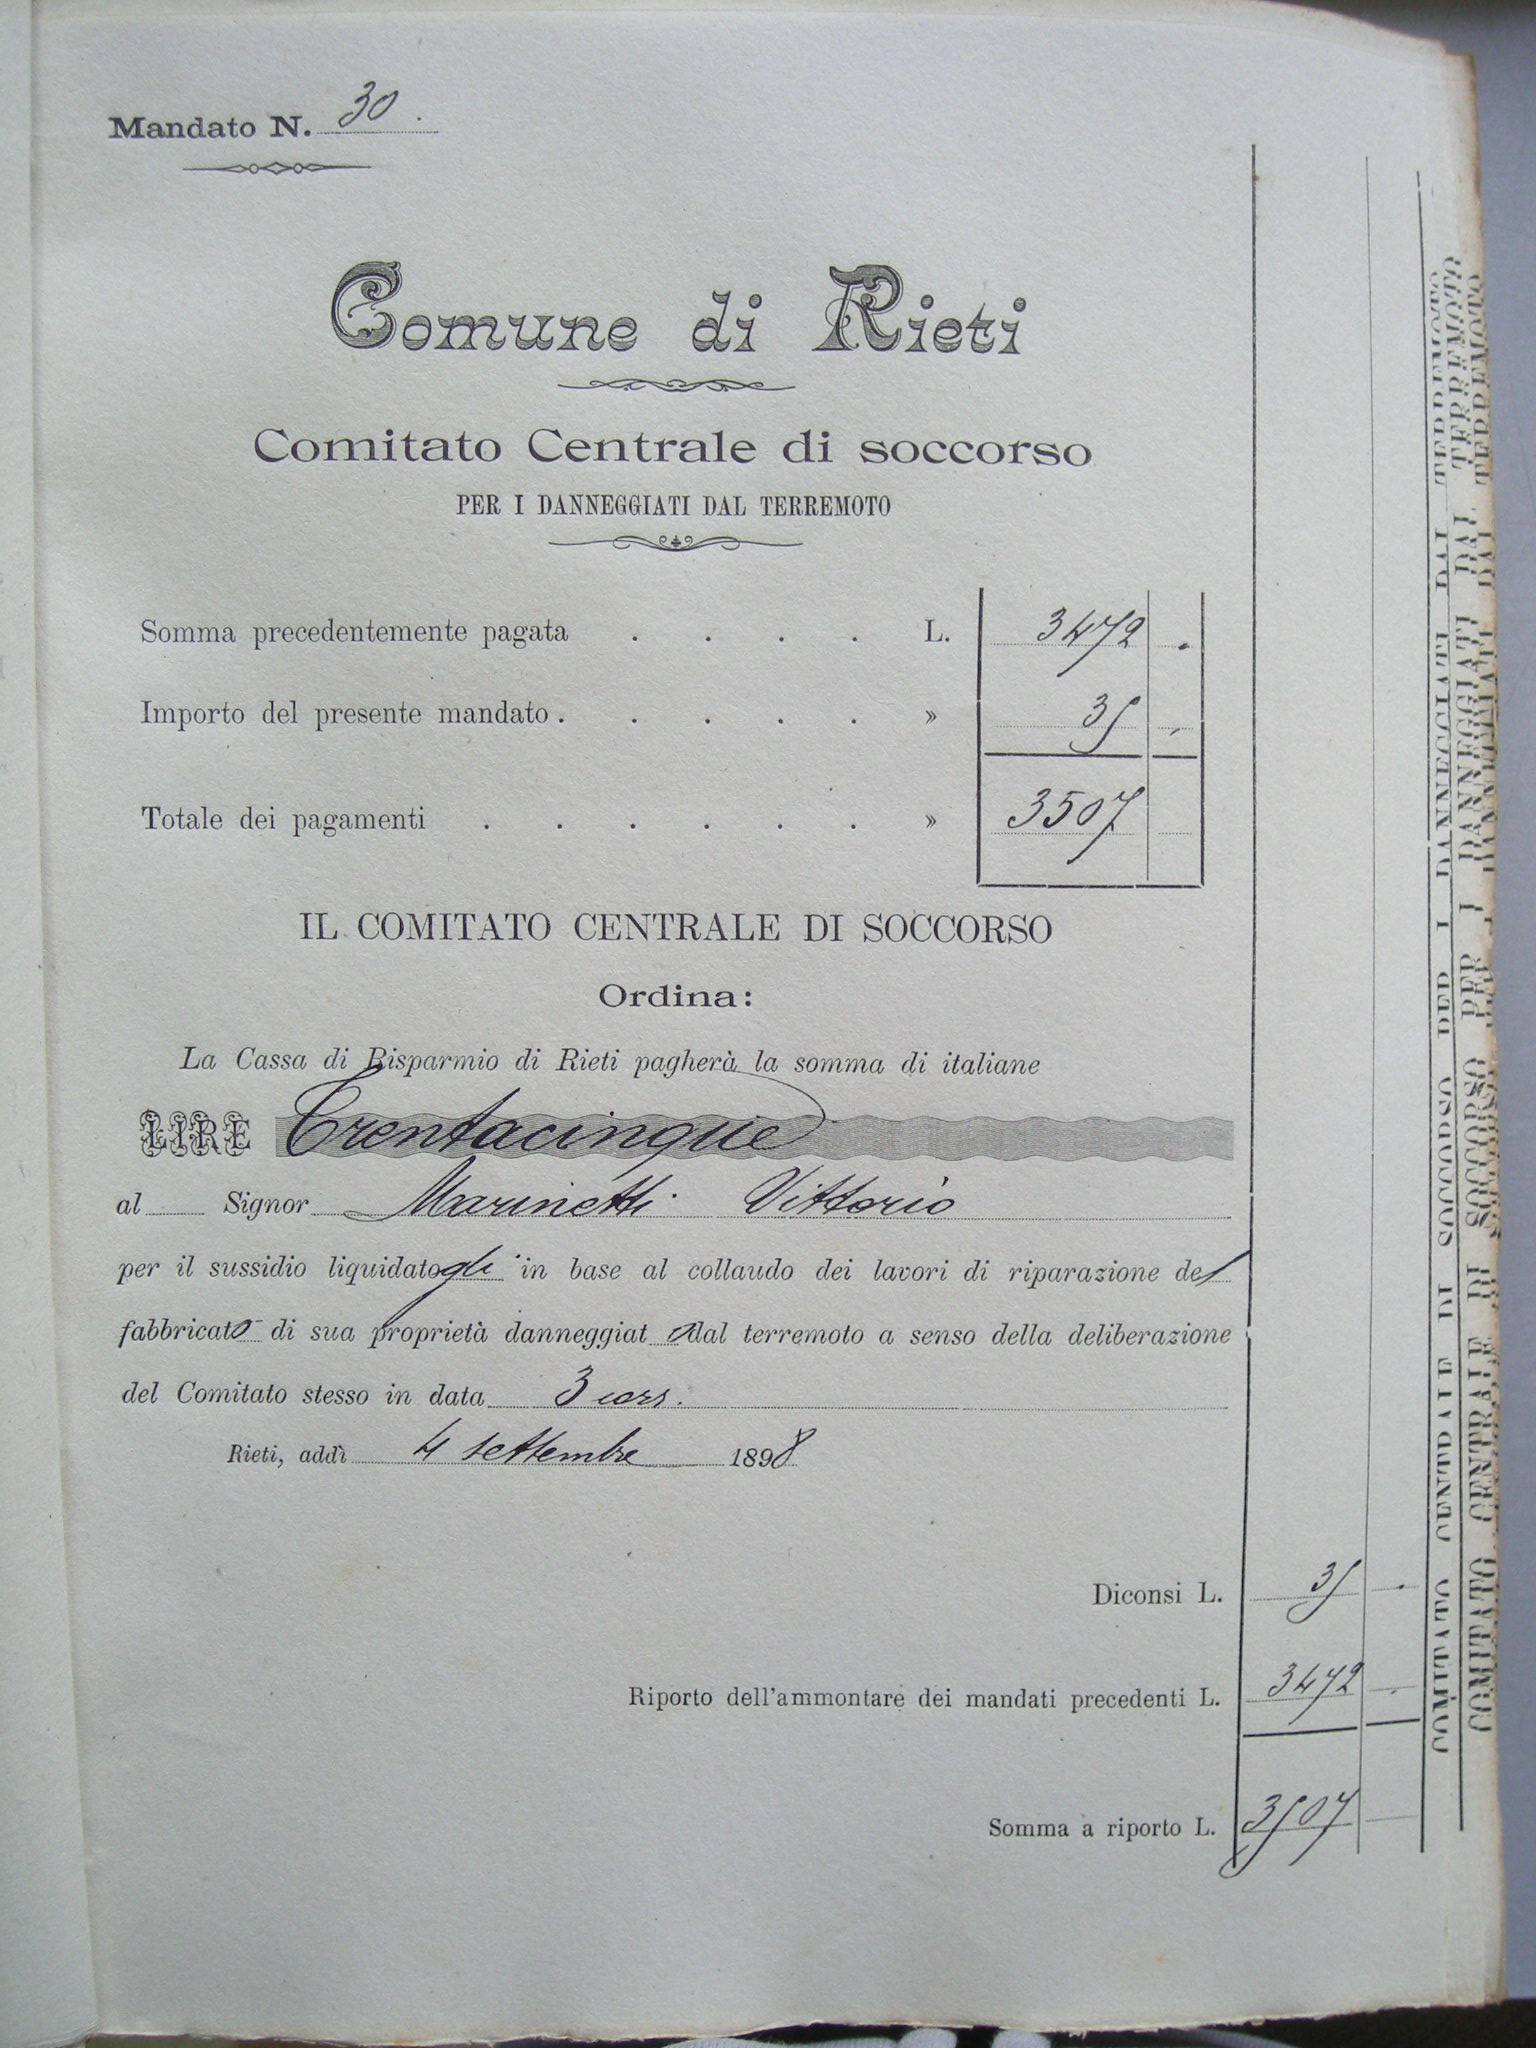 Mandato N. 30.
Comune di Rieti
Comitato Centrale di soccorso
PER I DANNEGGIATI DAL TERREMOTO
Somma precedentemente pagata . . . . L. 3472 .
Importo del presente mandato . . . . . » 35 .
Totale dei pagamenti . . . . . . » 3507
IL COMITATO CENTRALE DI SOCCORSO
Ordina:
La Cassa di Risparmio di Rieti pagherà la somma di italiane
LIRE Trentacinque
al Signor Marinetti Vittorio
per il sussidio liquidatogli in base al collaudo dei lavori di riparazione del
fabbricato di sua proprietà danneggiato dal terremoto a senso della deliberazione
del Comitato stesso in data 3 cors.
Rieti, addì 4 settembre 1898
Diconsi L. 35 .
Riporto dell'ammontare dei mandati precedenti L. 3472 .
Somma a riporto L. 3507
COMITATO CENTRALE DI SOCCORSO PER I DANNEGGIATI DAL TERREMOTO
COMITATO CENTRALE DI SOCCORSO PER I DANNEGGIATI DAL TERREMOTO